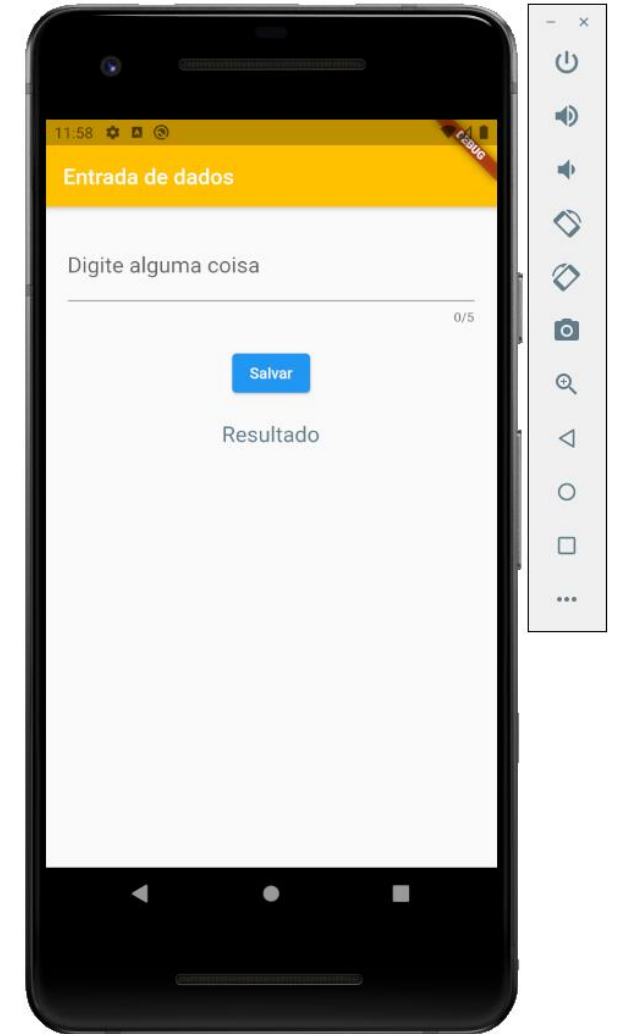 11:58
DEBUG
Entrada de dados
Digite alguma coisa
0/5
Salvar
Resultado